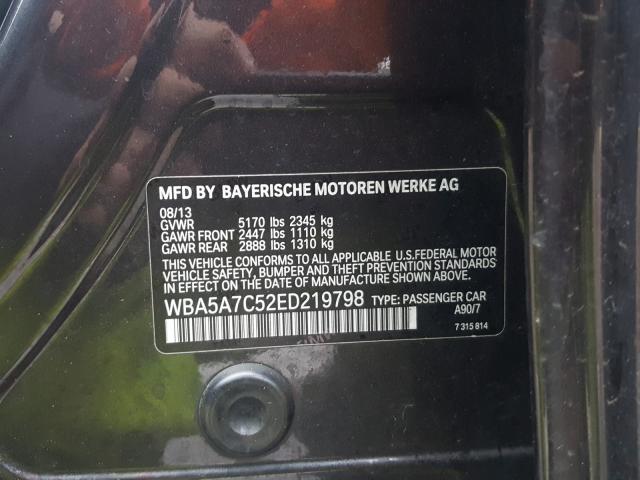 MFD BY BAYERISCHE MOTOREN WERKE AG
08/13
GVWR 5170 lbs 2345 kg
GAWR FRONT 2447 lbs 1110 kg
GAWR REAR 2888 lbs 1310 kg
THIS VEHICLE CONFORMS TO ALL APPLICABLE U.S.FEDERAL MOTOR
VEHICLE SAFETY, BUMPER AND THEFT PREVENTION STANDARDS
IN EFFECT ON THE DATE OF MANUFACTURE SHOWN ABOVE.
WBA5A7C52ED219798 TYPE: PASSENGER CAR
A90/7
7 315 814